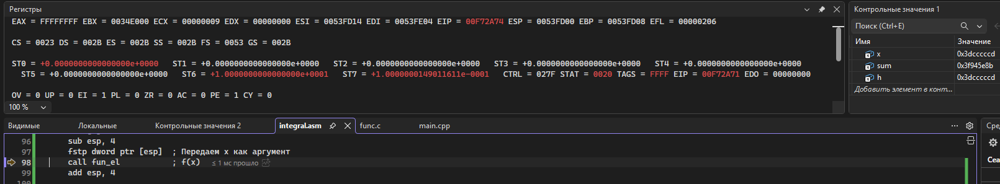 Регистры
EAX = FFFFFFFF EBX = 0034E000 ECX = 00000009 EDX = 00000000 ESI = 0053FD14 EDI = 0053FE04 EIP = 00F72A74 ESP = 0053FD00 EBP = 0053FD08 EFL = 00000206
CS = 0023 DS = 002B ES = 002B SS = 002B FS = 0053 GS = 002B
ST0 = +0.0000000000000000e+0000 ST1 = +0.0000000000000000e+0000 ST2 = +0.0000000000000000e+0000 ST3 = +0.0000000000000000e+0000 ST4 = +0.0000000000000000e+0000
ST5 = +0.0000000000000000e+0000 ST6 = +1.0000000000000000e+0001 ST7 = +1.0000000149011611e-0001 CTRL = 027F STAT = 0020 TAGS = FFFF EIP = 00F72A71 EDO = 00000000
OV = 0 UP = 0 EI = 1 PL = 0 ZR = 0 AC = 0 PE = 1 CY = 0
100 %
Контрольные значения 1
Поиск (Ctrl+E)
Имя Значение
x 0x3dcccccd
sum 0x3f945e8b
h 0x3dcccccd
Добавить элемент в конт...
Видимые Локальные Контрольные значения 2 integral.asm func.c main.cpp
96 sub esp, 4
97 fstp dword ptr [esp] ; Передаем x как аргумент
98 call fun_el ; f(x) ≤ 1 мс прошло
99 add esp, 4
100
Сре
Сеа